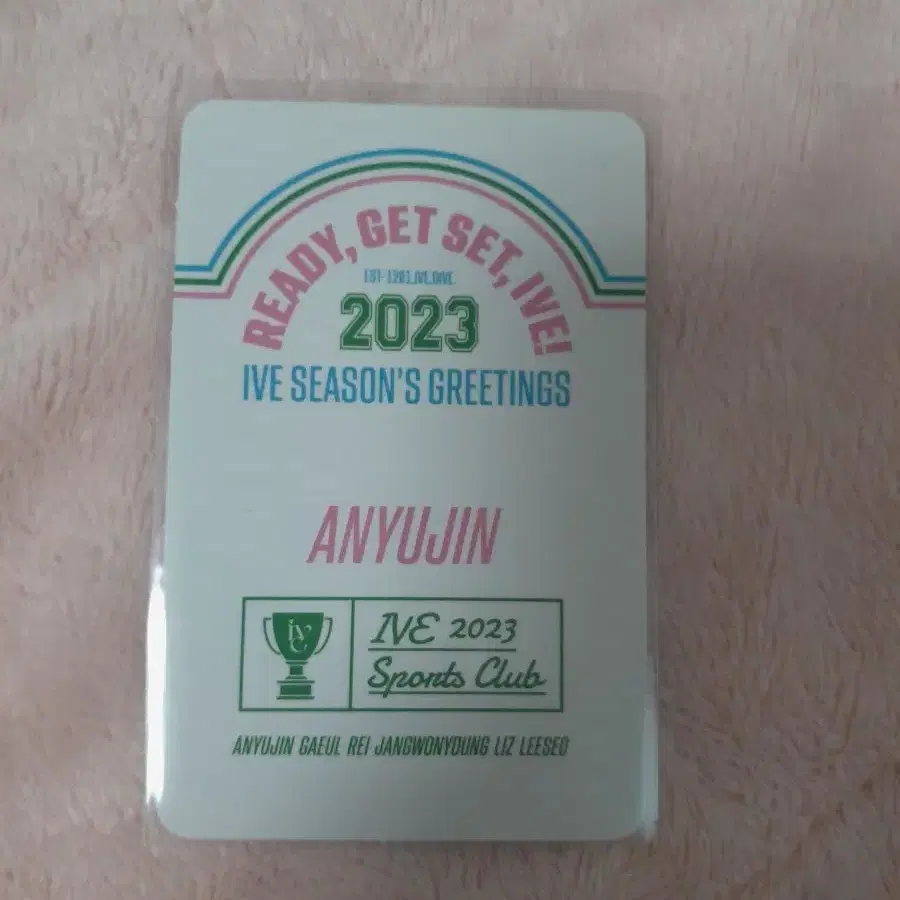 READY, GET SET, IVE!
2023
IVE SEASON'S GREETINGS
ANYUJIN
ive
IVE 2023
Sports Club
ANYUJIN GAEUL REI JANGWONYOUNG LIZ LEESEO